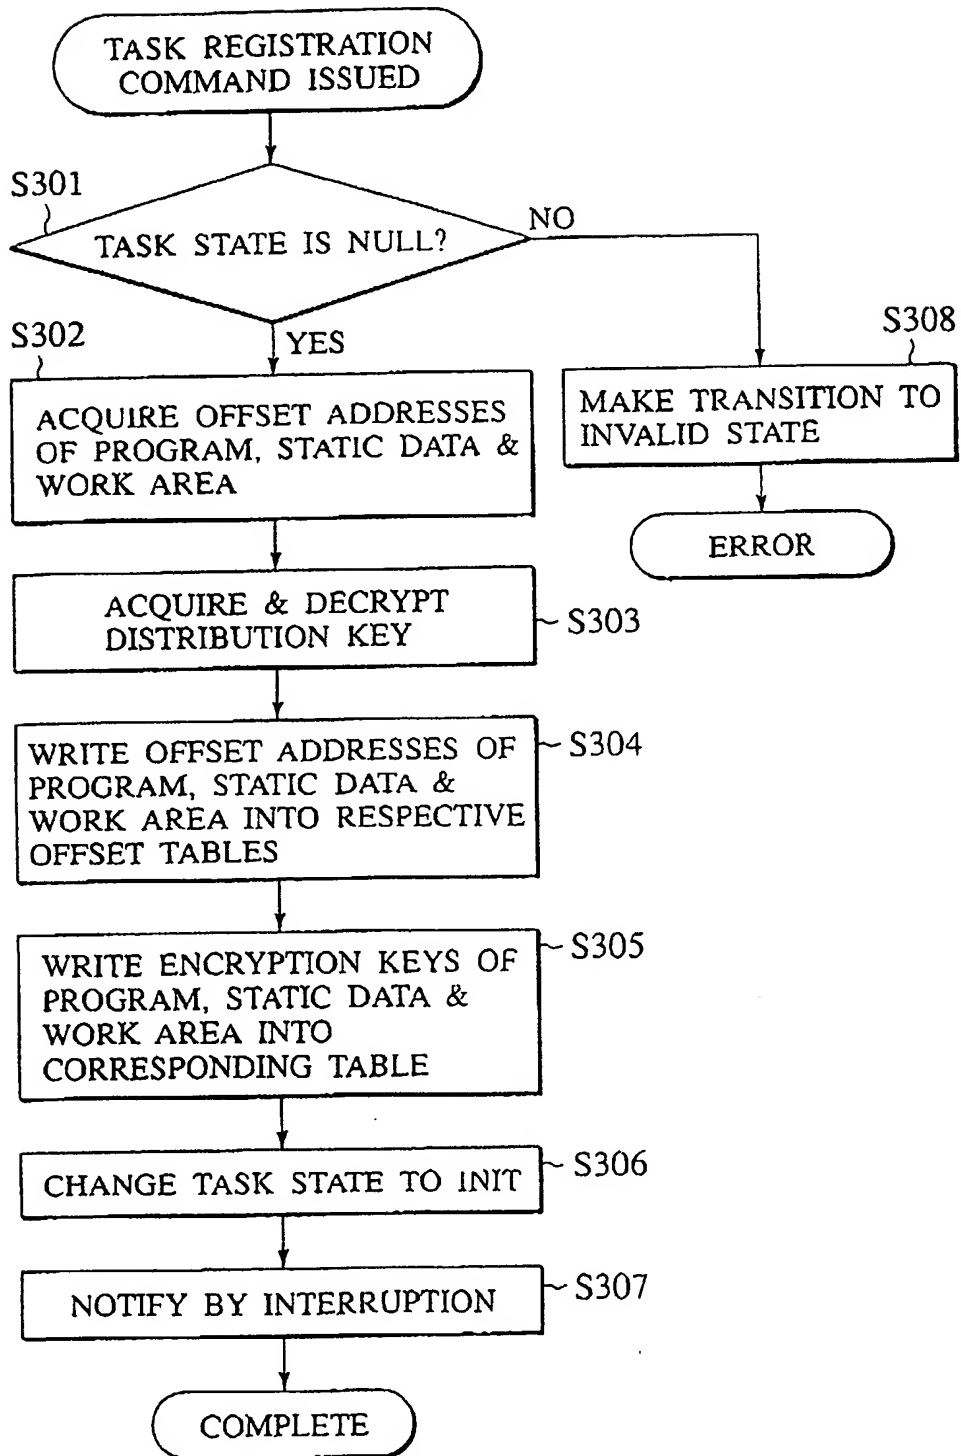 TASK REGISTRATION
COMMAND ISSUED
S301
TASK STATE IS NULL?
NO
YES
S302
ACQUIRE OFFSET ADDRESSES
OF PROGRAM, STATIC DATA &
WORK AREA
S308
MAKE TRANSITION TO
INVALID STATE
ERROR
ACQUIRE & DECRYPT
DISTRIBUTION KEY
S303
WRITE OFFSET ADDRESSES OF
PROGRAM, STATIC DATA &
WORK AREA INTO RESPECTIVE
OFFSET TABLES
S304
WRITE ENCRYPTION KEYS OF
PROGRAM, STATIC DATA &
WORK AREA INTO
CORRESPONDING TABLE
S305
CHANGE TASK STATE TO INIT
S306
NOTIFY BY INTERRUPTION
S307
COMPLETE